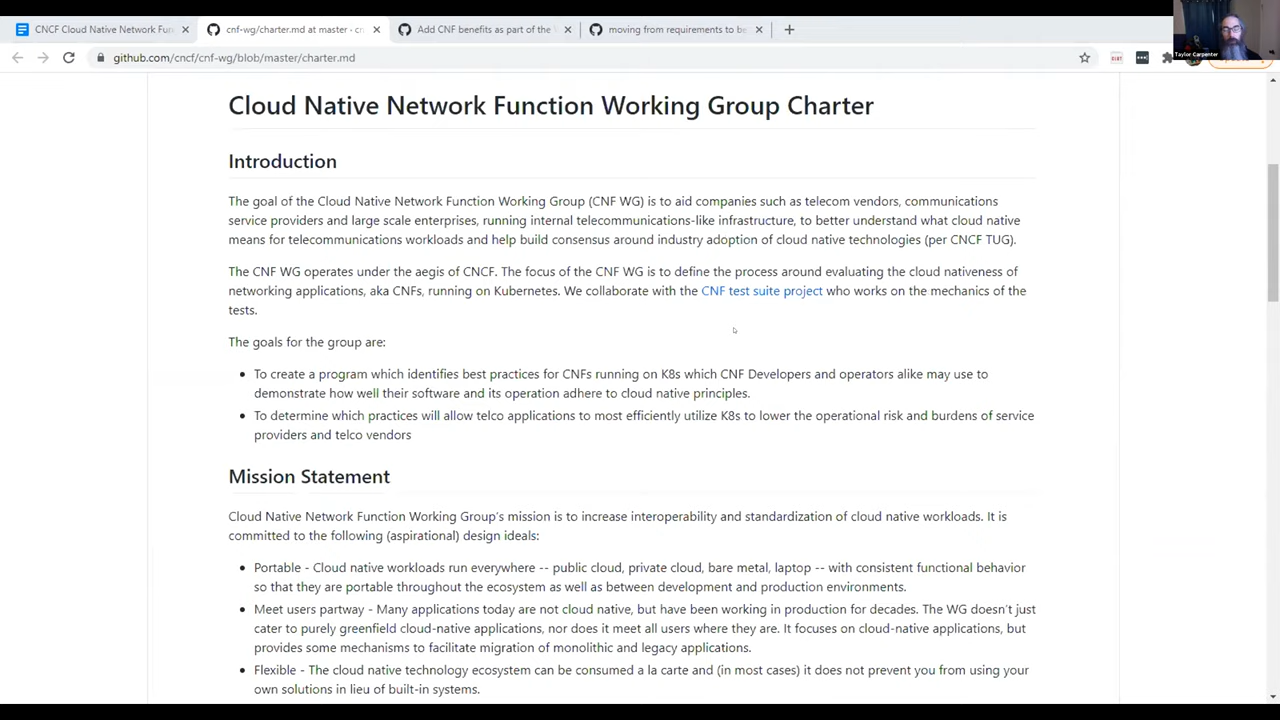 CNCF Cloud Native Network Fun
cnf-wg/charter.md at master · cn
Add CNF benefits as part of the
moving from requirements to be
github.com/cncf/cnf-wg/blob/master/charter.md
Taylor Carpenter
Cloud Native Network Function Working Group Charter
Introduction
The goal of the Cloud Native Network Function Working Group (CNF WG) is to aid companies such as telecom vendors, communications
service providers and large scale enterprises, running internal telecommunications-like infrastructure, to better understand what cloud native
means for telecommunications workloads and help build consensus around industry adoption of cloud native technologies (per CNCF TUG).
The CNF WG operates under the aegis of CNCF. The focus of the CNF WG is to define the process around evaluating the cloud nativeness of
networking applications, aka CNFs, running on Kubernetes. We collaborate with the CNF test suite project who works on the mechanics of the
tests.
The goals for the group are:
• To create a program which identifies best practices for CNFs running on K8s which CNF Developers and operators alike may use to
demonstrate how well their software and its operation adhere to cloud native principles.
• To determine which practices will allow telco applications to most efficiently utilize K8s to lower the operational risk and burdens of service
providers and telco vendors
Mission Statement
Cloud Native Network Function Working Group's mission is to increase interoperability and standardization of cloud native workloads. It is
committed to the following (aspirational) design ideals:
• Portable - Cloud native workloads run everywhere -- public cloud, private cloud, bare metal, laptop -- with consistent functional behavior
so that they are portable throughout the ecosystem as well as between development and production environments.
• Meet users partway - Many applications today are not cloud native, but have been working in production for decades. The WG doesn't just
cater to purely greenfield cloud-native applications, nor does it meet all users where they are. It focuses on cloud-native applications, but
provides some mechanisms to facilitate migration of monolithic and legacy applications.
• Flexible - The cloud native technology ecosystem can be consumed a la carte and (in most cases) it does not prevent you from using your
own solutions in lieu of built-in systems.